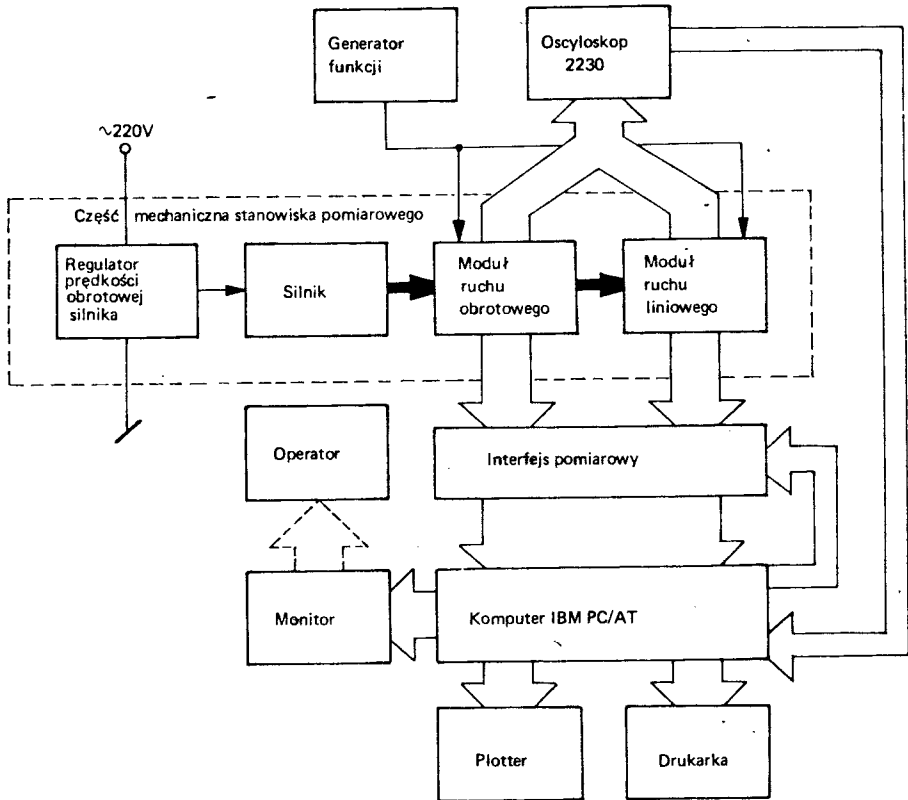 Generator
funkcji
Oscyloskop
2230
~220V
Część mechaniczna stanowiska pomiarowego
Regulator
prędkości
obrotowej
silnika
Silnik
Moduł
ruchu
obrotowego
Moduł
ruchu
liniowego
Operator
Interfejs pomiarowy
Monitor
Komputer IBM PC/AT
Plotter
Drukarka